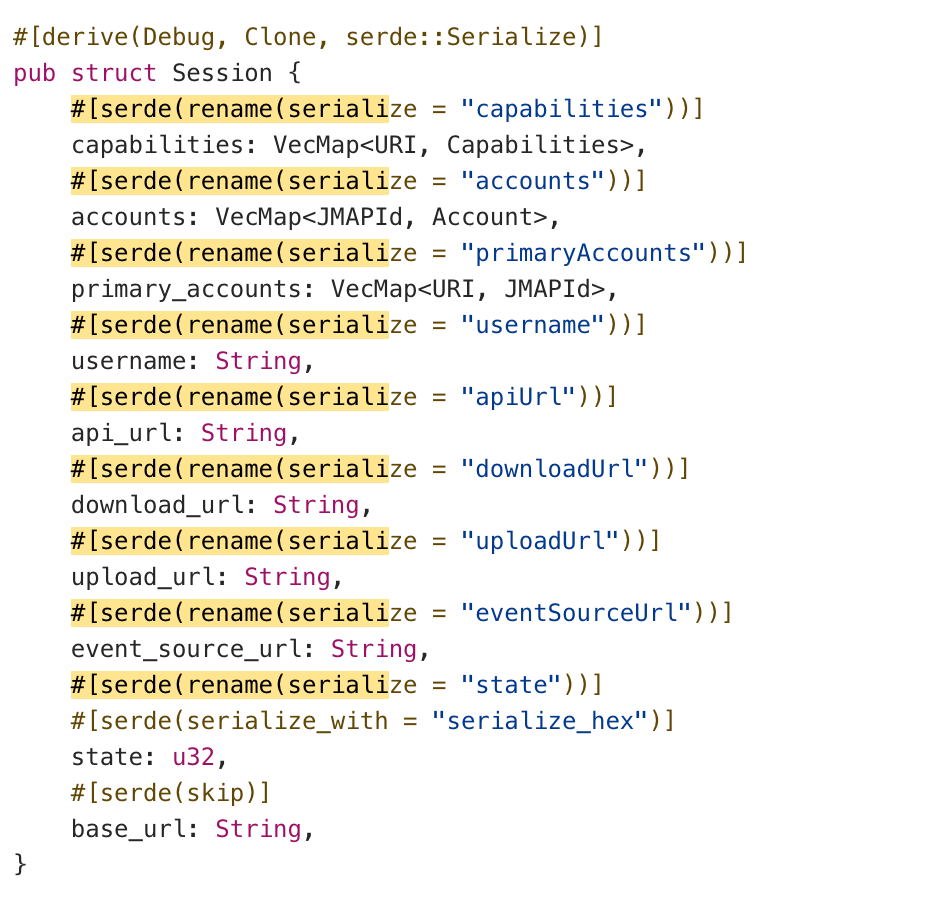 #[derive(Debug, Clone, serde::Serialize)]
pub struct Session {
    #[serde(rename(serialize = "capabilities"))]
    capabilities: VecMap<URI, Capabilities>,
    #[serde(rename(serialize = "accounts"))]
    accounts: VecMap<JMAPId, Account>,
    #[serde(rename(serialize = "primaryAccounts"))]
    primary_accounts: VecMap<URI, JMAPId>,
    #[serde(rename(serialize = "username"))]
    username: String,
    #[serde(rename(serialize = "apiUrl"))]
    api_url: String,
    #[serde(rename(serialize = "downloadUrl"))]
    download_url: String,
    #[serde(rename(serialize = "uploadUrl"))]
    upload_url: String,
    #[serde(rename(serialize = "eventSourceUrl"))]
    event_source_url: String,
    #[serde(rename(serialize = "state"))]
    #[serde(serialize_with = "serialize_hex")]
    state: u32,
    #[serde(skip)]
    base_url: String,
}